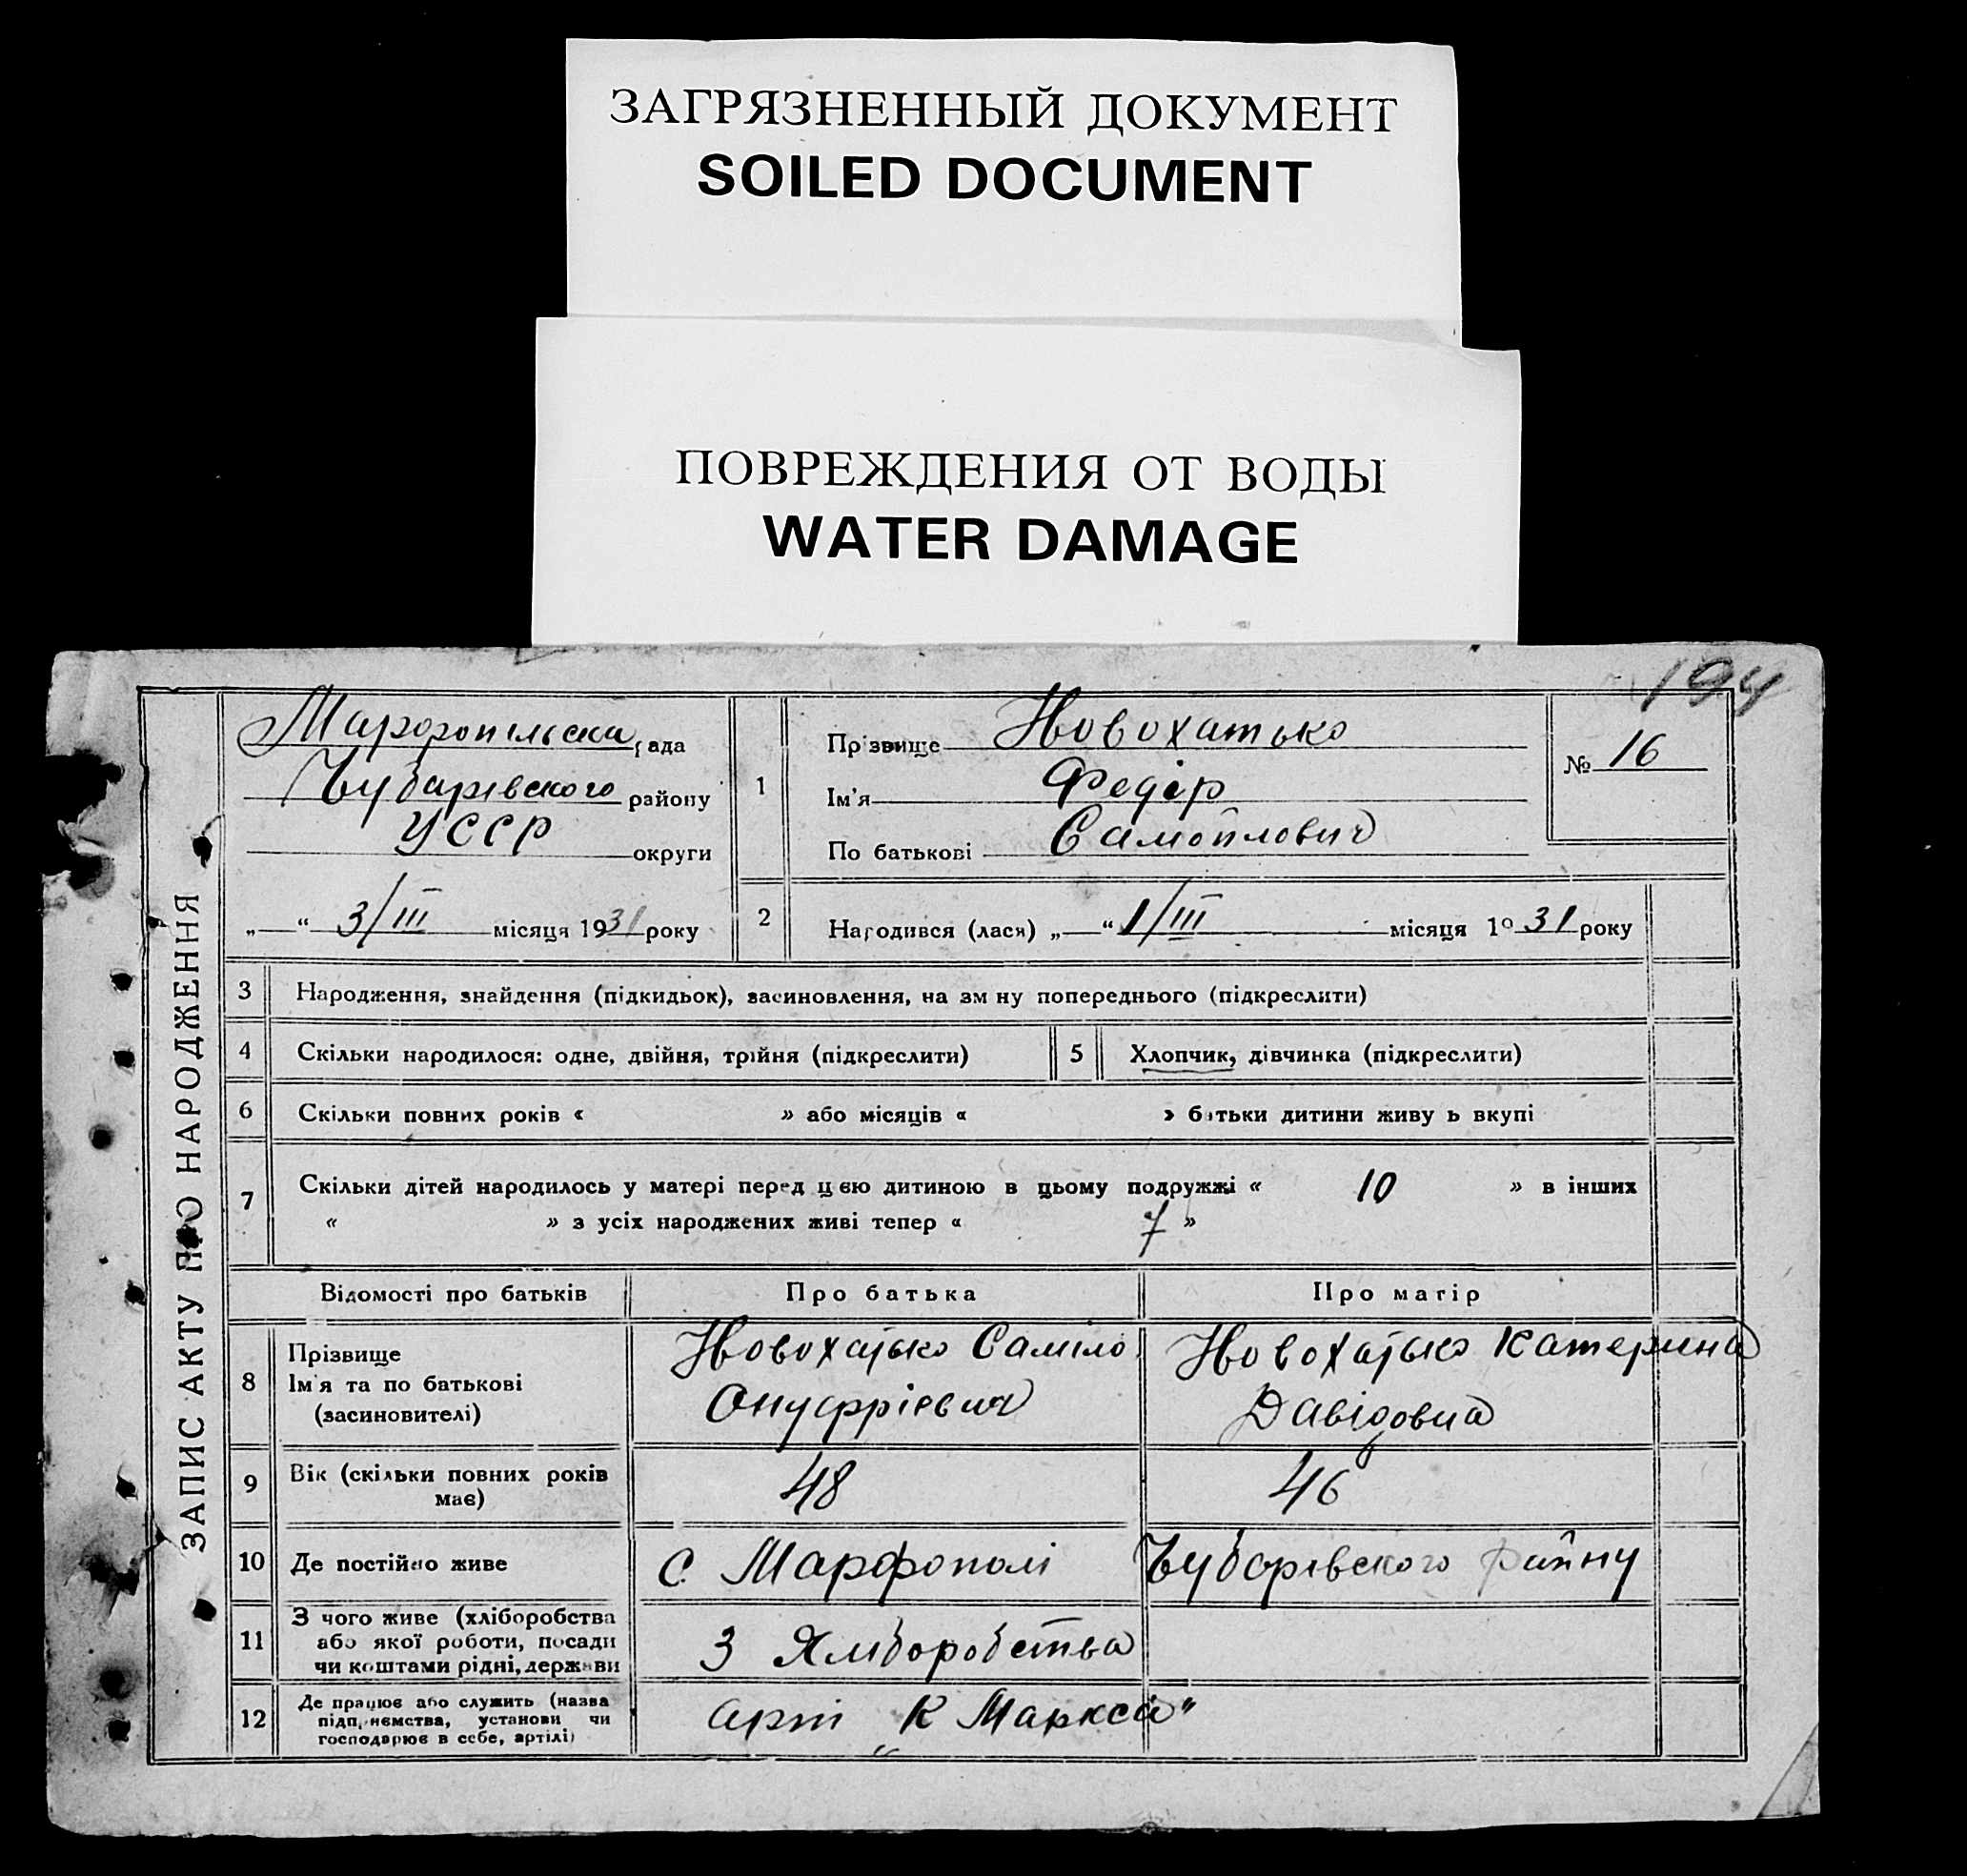 ЗАГРЯЗНЕННЫЙ ДОКУМЕНТ
SOILED DOCUMENT
ПОВРЕЖДЕНИЯ ОТ ВОДЫ
WATER DAMAGE
194
ЗАПИС АКТУ ПРО НАРОДЖЕННЯ
Марфопільська рада
Чубарівського району
УССР округи
„ “ 3/III місяця 1931 року
1
Прізвище Новохатько
Ім'я Федір
По батькові Самойлович
№ 16
2 Народився (лася) „ “ 1/III місяця 1931 року
3 Народження, знайдення (підкидьок), засиновлення, на зміну попереднього (підкреслити)
4 Скільки народилося: одне, двійня, трійня (підкреслити) 5 Хлопчик, дівчинка (підкреслити)
6 Скільки повних років « » або місяців « » батьки дитини живуть вкупі
7 Скільки дітей народилось у матері перед цією дитиною в цьому подружжі « 10 » в інших
« » з усіх народжених живі тепер « 7 »
Відомості про батьків Про батька Про матір
8 Прізвище
Ім'я та по батькові
(засиновителі)
Новохатько Саміло
Онуфрієвич
Новохатько Катерина
Давідовна
9 Вік (скільки повних років
має)
48 46
10 Де постійно живе с. Марфополі Чубарівского району
11 З чого живе (хліборобства
або якої роботи, посади
чи коштами рідні, держави
З Хліборобства
12 Де працює або служить (назва
підприємства, установи чи
господарює в себе, артілі)
арт „К Маркса"